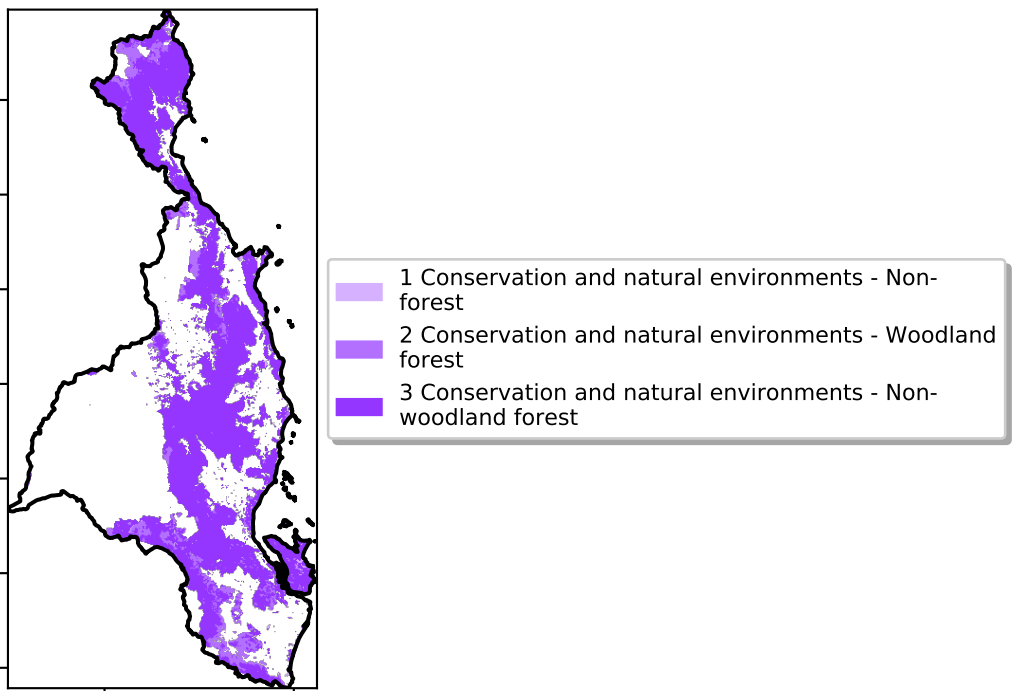 1 Conservation and natural environments - Non-
forest
2 Conservation and natural environments - Woodland
forest
3 Conservation and natural environments - Non-
woodland forest